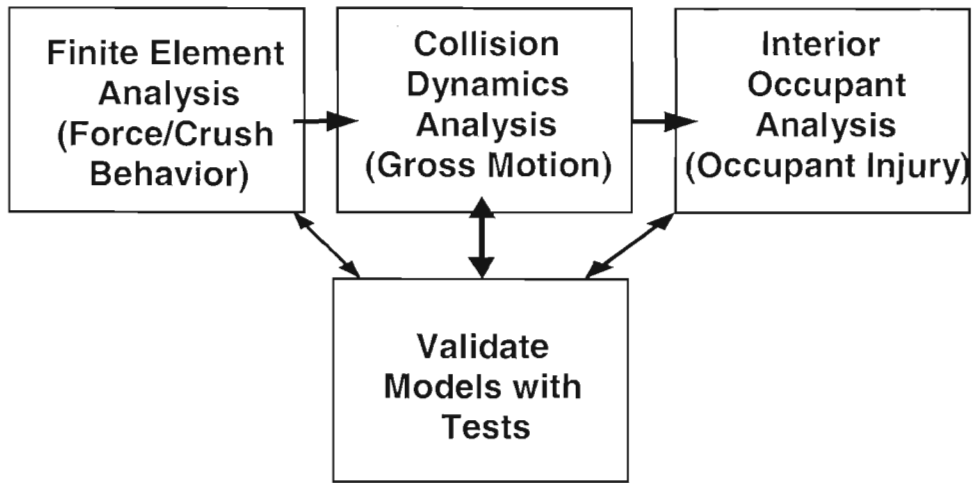 Finite Element
Analysis
(Force/Crush
Behavior)
Collision
Dynamics
Analysis
(Gross Motion)
Interior
Occupant
Analysis
(Occupant Injury)
Validate
Models with
Tests